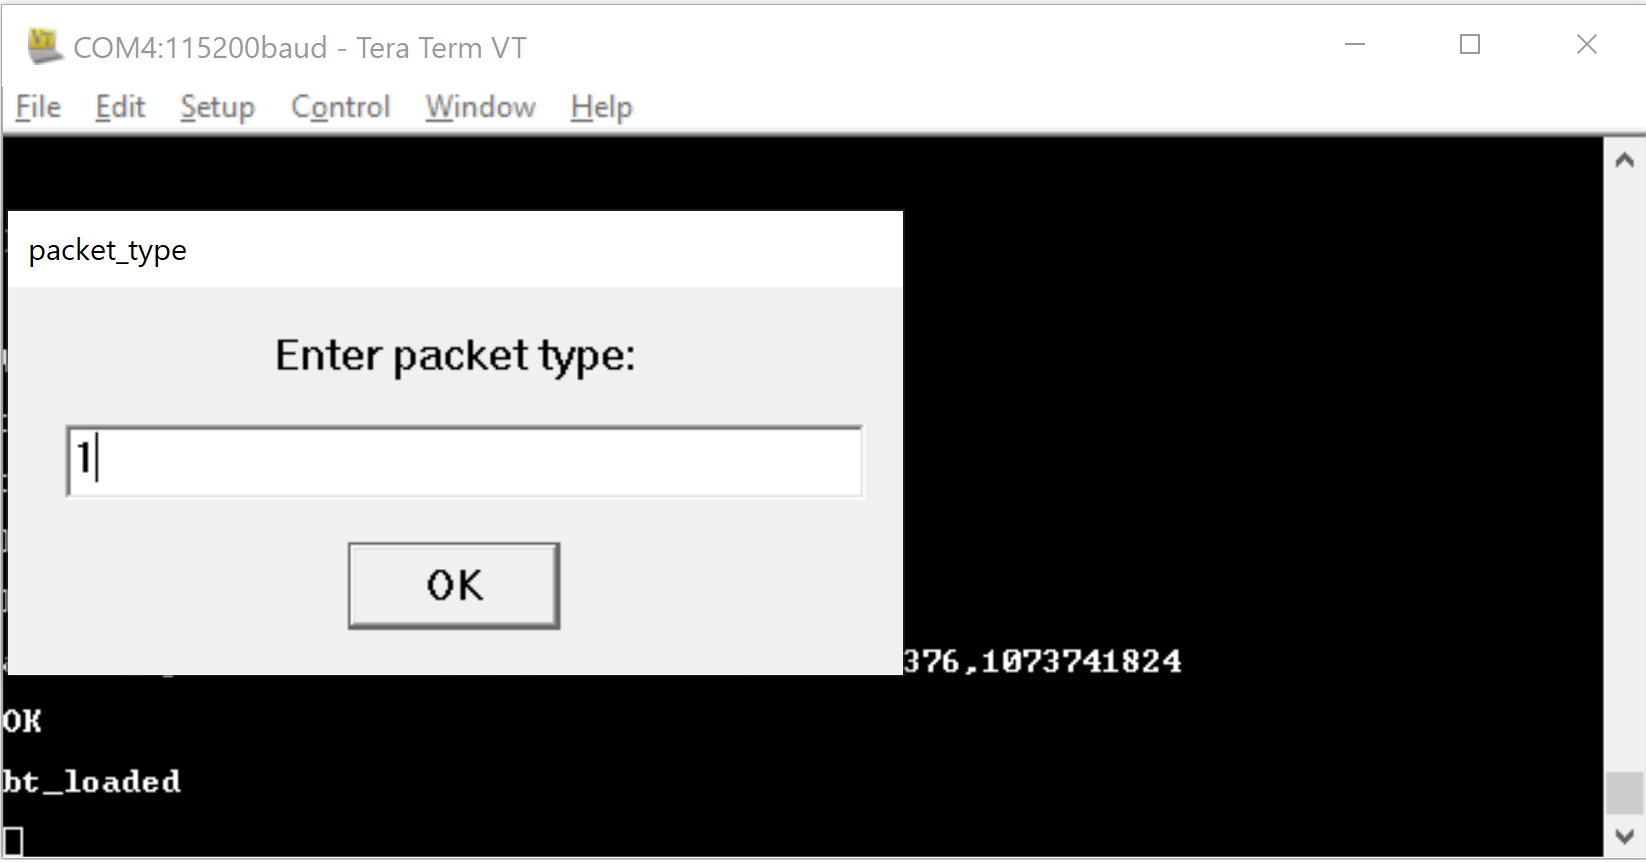 COM4:115200baud - Tera Term VT
File Edit Setup Control Window Help
packet_type
Enter packet type:
1
OK
376,1073741824
OK
bt_loaded